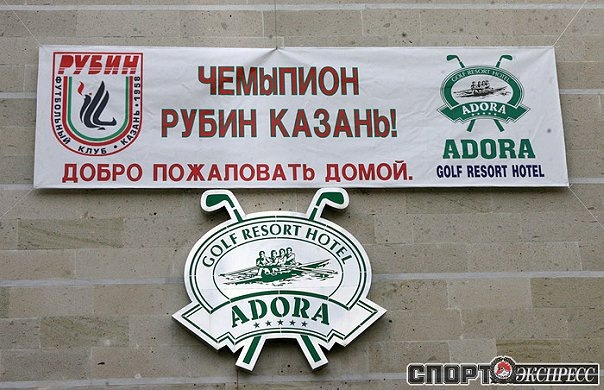 РУБИН
ФУТБОЛЬНЫЙ КЛУБ • КАЗАНЬ • 1958
ЧЕМЫПИОН
РУБИН КАЗАНЬ!
ДОБРО ПОЖАЛОВАТЬ ДОМОЙ.
GOLF RESORT HOTEL
ADORA
ADORA
GOLF RESORT HOTEL
GOLF RESORT HOTEL
ADORA
СПОРТ ЭКСПРЕСС